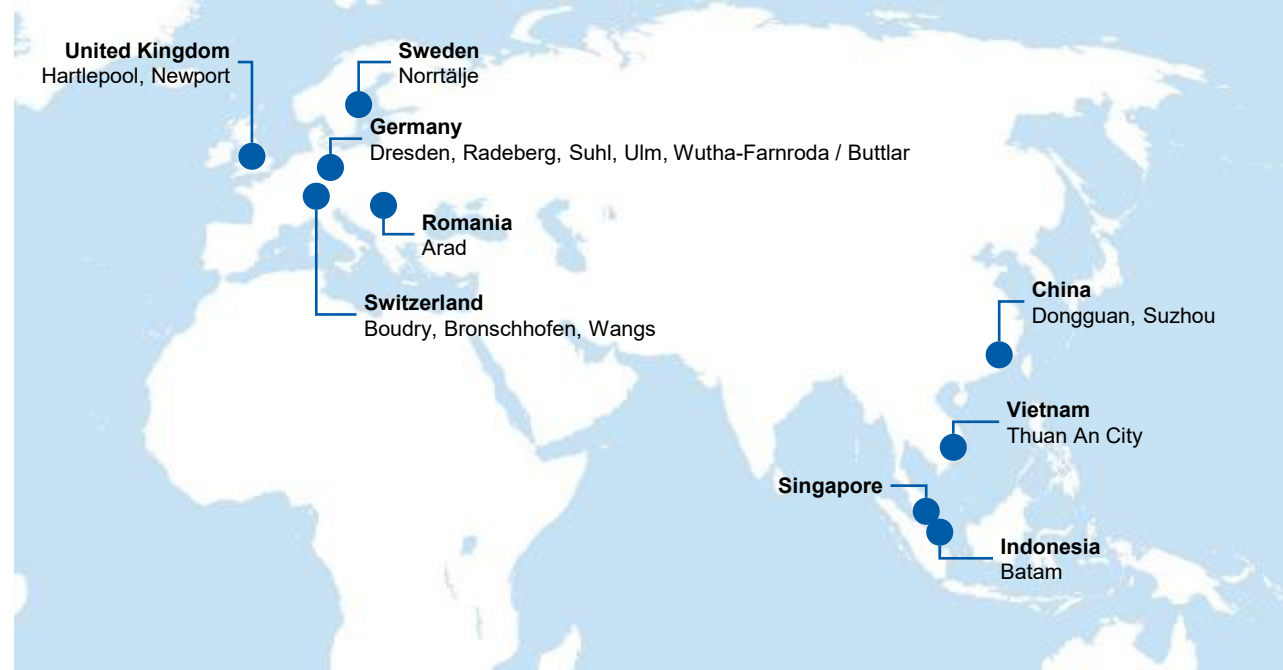 United Kingdom
Hartlepool, Newport
Sweden
Norrtälje
Germany
Dresden, Radeberg, Suhl, Ulm, Wutha-Farnroda / Buttlar
Romania
Arad
Switzerland
Boudry, Bronschhofen, Wangs
China
Dongguan, Suzhou
Vietnam
Thuan An City
Singapore
Indonesia
Batam